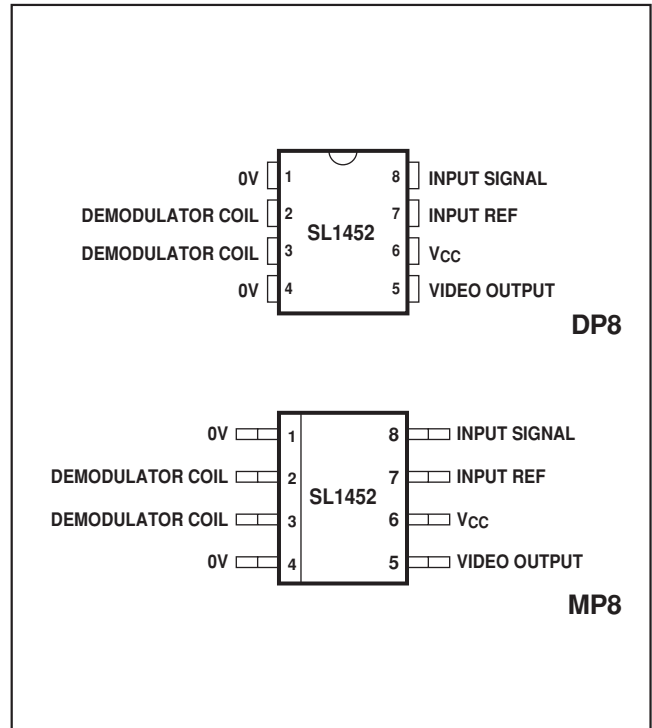 0V 1 8 INPUT SIGNAL
DEMODULATOR COIL 2 7 INPUT REF
SL1452
DEMODULATOR COIL 3 6 VCC
0V 4 5 VIDEO OUTPUT
DP8
0V 1 8 INPUT SIGNAL
DEMODULATOR COIL 2 7 INPUT REF
SL1452
DEMODULATOR COIL 3 6 VCC
0V 4 5 VIDEO OUTPUT
MP8